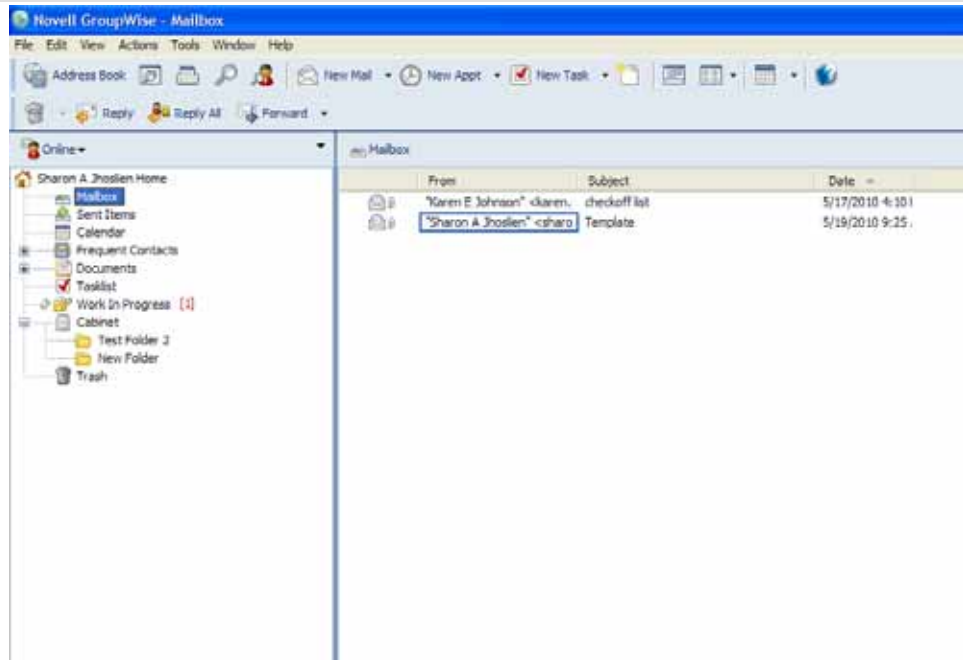 Novell GroupWise - Mailbox
File Edit View Actions Tools Window Help
Address Book New Mail New Appt New Task
Reply Reply All Forward
Online
Mailbox
Sharon A Jhoslien Home
Mailbox
Sent Items
Calendar
Frequent Contacts
Documents
Tasklist
Work In Progress [1]
Cabinet
Test Folder 2
New Folder
Trash
From Subject Date
"Karen E Johnson" <karen. checkoff list 5/17/2010 4:10
"Sharon A Jhoslien" <sharo Template 5/19/2010 9:25